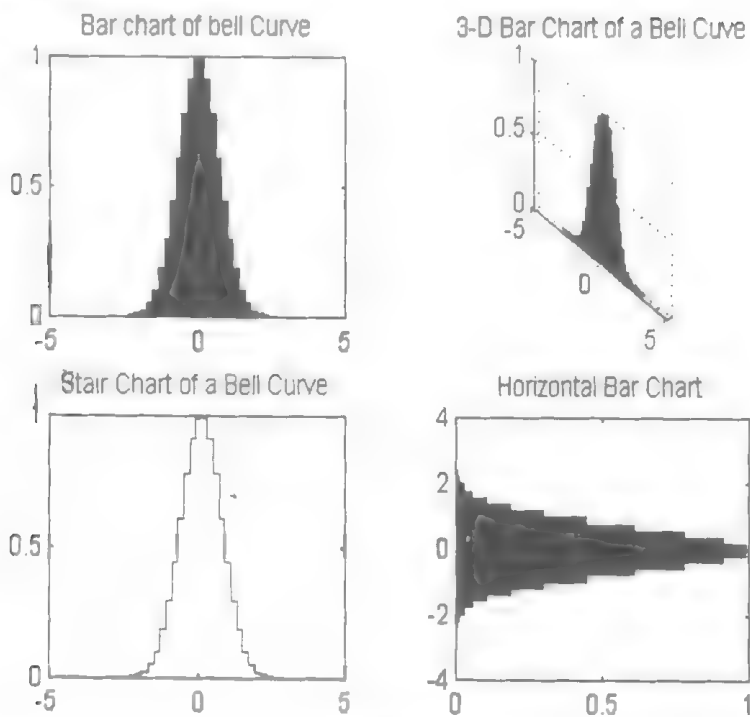 Bar chart of bell Curve
1
0.5
0
-5 0 5
3-D Bar Chart of a Bell Cuve
1
0.5
0
-5
0
5
Stair Chart of a Bell Curve
1
0.5
0
-5 0 5
Horizontal Bar Chart
4
2
0
-2
-4
0 0.5 1